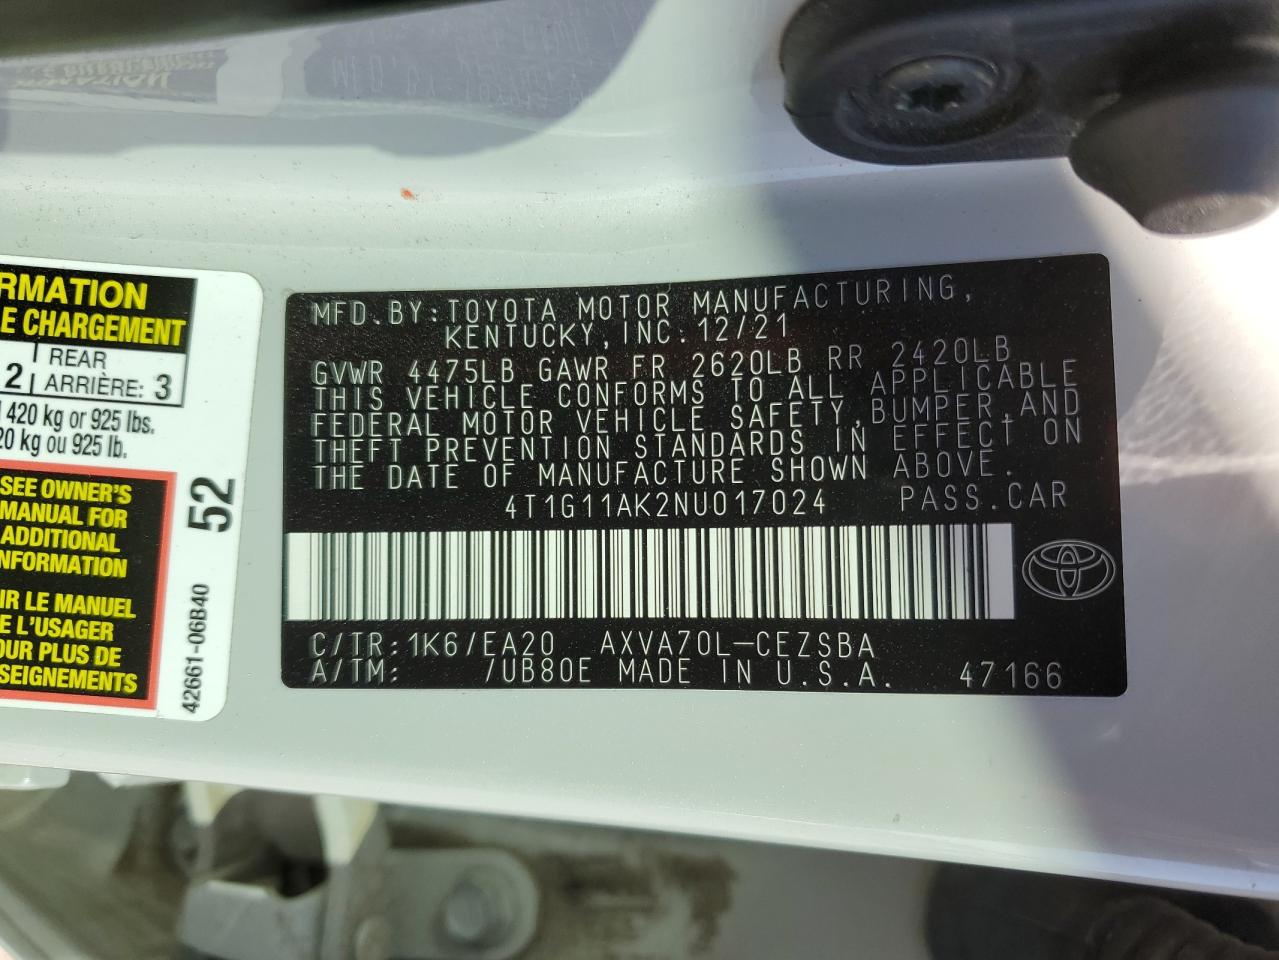 RMATION
E CHARGEMENT
2 REAR
ARRIÈRE: 3
420 kg or 925 lbs.
20 kg ou 925 lb.
SEE OWNER'S
MANUAL FOR
ADDITIONAL
NFORMATION
IR LE MANUEL
E L'USAGER
OUR PLUS DE
SEIGNEMENTS
52
42661-06B40
MFD.BY:TOYOTA MOTOR MANUFACTURING,
KENTUCKY,INC.12/21
GVWR 4475LB GAWR FR 2620LB RR 2420LB
THIS VEHICLE CONFORMS TO ALL APPLICABLE
FEDERAL MOTOR VEHICLE SAFETY,BUMPER,AND
THEFT PREVENTION STANDARDS IN EFFECT ON
THE DATE OF MANUFACTURE SHOWN ABOVE.
4T1G11AK2NU017024 PASS.CAR
C/TR:1K6/EA20 AXVA70L-CEZSBA
A/TM: /UB80E MADE IN U.S.A. 47166